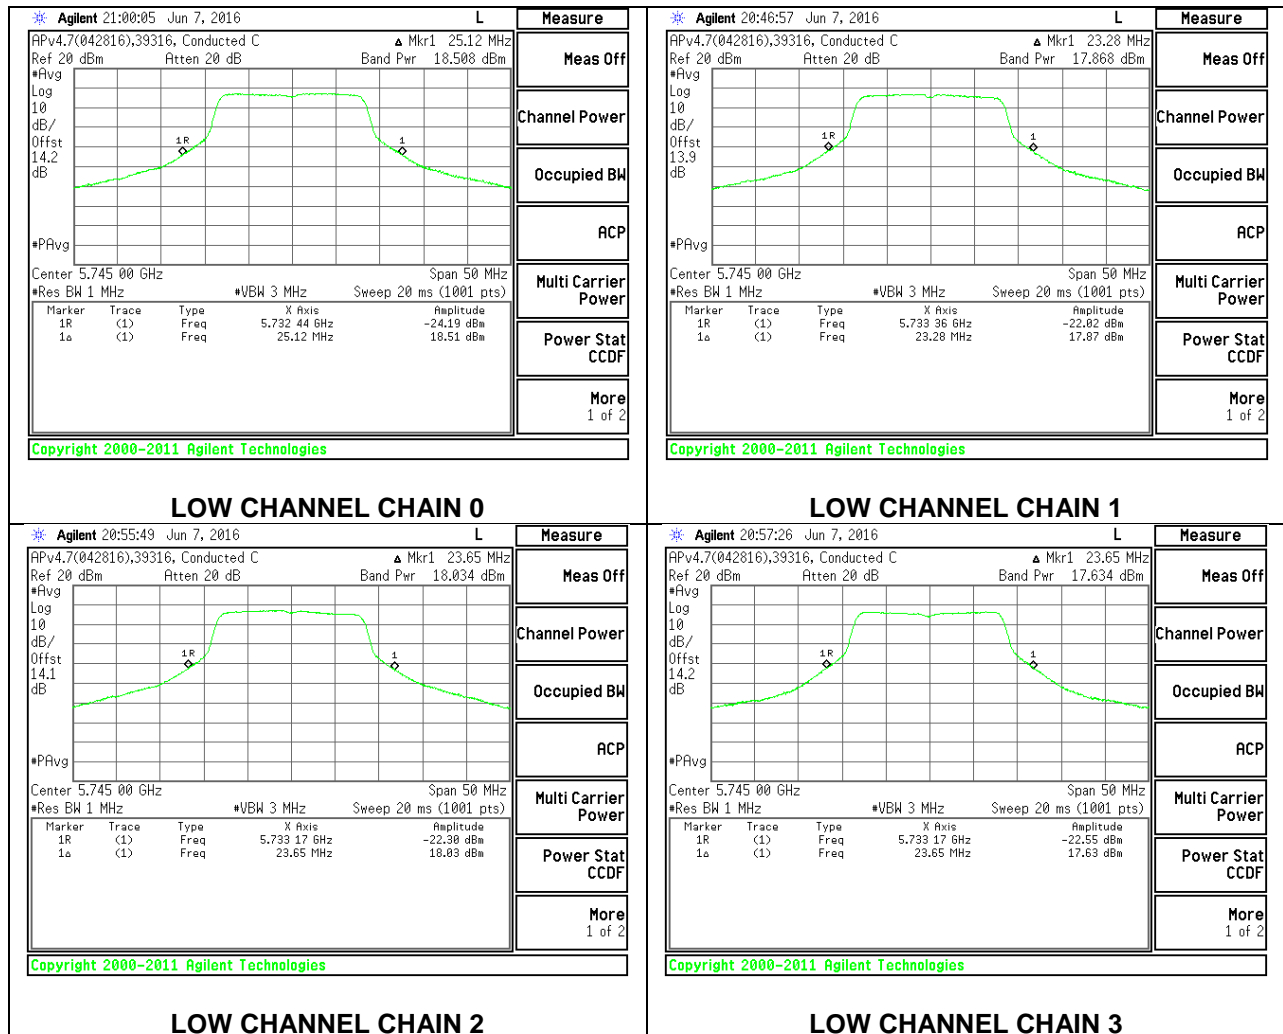 Agilent 21:00:05 Jun 7, 2016 L Measure
APv4.7(042816),39316, Conducted C Δ Mkr1 25.12 MHz
Ref 20 dBm Atten 20 dB Band Pwr 18.508 dBm
Meas Off
#Avg
Log
10
dB/
Offst
14.2
dB
#PAvg
1R
1
Channel Power
Occupied BW
ACP
Center 5.745 00 GHz Span 50 MHz
#Res BW 1 MHz #VBW 3 MHz Sweep 20 ms (1001 pts)
Multi Carrier
Power
Marker Trace Type X Axis Amplitude
1R (1) Freq 5.732 44 GHz -24.19 dBm
1Δ (1) Freq 25.12 MHz 18.51 dBm
Power Stat
CCDF
More
1 of 2
Copyright 2000-2011 Agilent Technologies
LOW CHANNEL CHAIN 0
Agilent 20:46:57 Jun 7, 2016 L Measure
APv4.7(042816),39316, Conducted C Δ Mkr1 23.28 MHz
Ref 20 dBm Atten 20 dB Band Pwr 17.868 dBm
Meas Off
#Avg
Log
10
dB/
Offst
13.9
dB
#PAvg
1R
1
Channel Power
Occupied BW
ACP
Center 5.745 00 GHz Span 50 MHz
#Res BW 1 MHz #VBW 3 MHz Sweep 20 ms (1001 pts)
Multi Carrier
Power
Marker Trace Type X Axis Amplitude
1R (1) Freq 5.733 36 GHz -22.02 dBm
1Δ (1) Freq 23.28 MHz 17.87 dBm
Power Stat
CCDF
More
1 of 2
Copyright 2000-2011 Agilent Technologies
LOW CHANNEL CHAIN 1
Agilent 20:55:49 Jun 7, 2016 L Measure
APv4.7(042816),39316, Conducted C Δ Mkr1 23.65 MHz
Ref 20 dBm Atten 20 dB Band Pwr 18.034 dBm
Meas Off
#Avg
Log
10
dB/
Offst
14.1
dB
#PAvg
1R
1
Channel Power
Occupied BW
ACP
Center 5.745 00 GHz Span 50 MHz
#Res BW 1 MHz #VBW 3 MHz Sweep 20 ms (1001 pts)
Multi Carrier
Power
Marker Trace Type X Axis Amplitude
1R (1) Freq 5.733 17 GHz -22.30 dBm
1Δ (1) Freq 23.65 MHz 18.03 dBm
Power Stat
CCDF
More
1 of 2
Copyright 2000-2011 Agilent Technologies
LOW CHANNEL CHAIN 2
Agilent 20:57:26 Jun 7, 2016 L Measure
APv4.7(042816),39316, Conducted C Δ Mkr1 23.65 MHz
Ref 20 dBm Atten 20 dB Band Pwr 17.634 dBm
Meas Off
#Avg
Log
10
dB/
Offst
14.2
dB
#PAvg
1R
1
Channel Power
Occupied BW
ACP
Center 5.745 00 GHz Span 50 MHz
#Res BW 1 MHz #VBW 3 MHz Sweep 20 ms (1001 pts)
Multi Carrier
Power
Marker Trace Type X Axis Amplitude
1R (1) Freq 5.733 17 GHz -22.55 dBm
1Δ (1) Freq 23.65 MHz 17.63 dBm
Power Stat
CCDF
More
1 of 2
Copyright 2000-2011 Agilent Technologies
LOW CHANNEL CHAIN 3